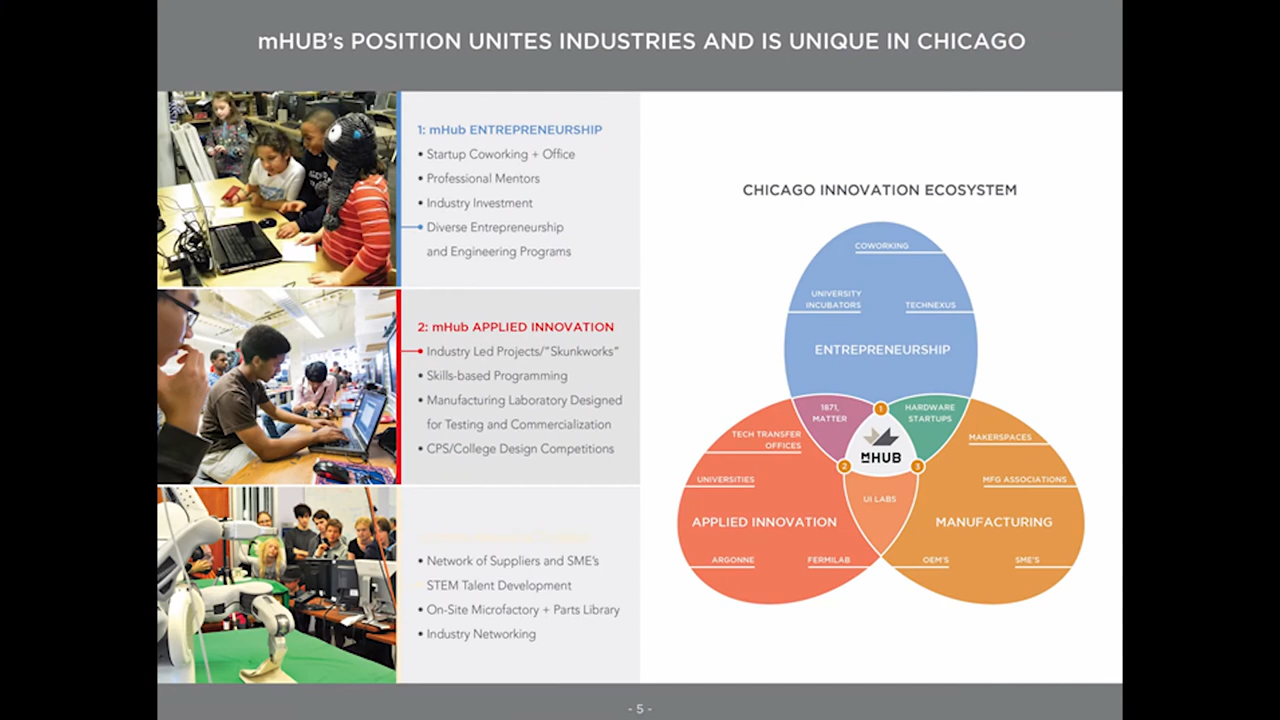 mHUB's POSITION UNITES INDUSTRIES AND IS UNIQUE IN CHICAGO
1: mHub ENTREPRENEURSHIP
• Startup Coworking + Office
• Professional Mentors
• Industry Investment
• Diverse Entrepreneurship
and Engineering Programs
2: mHub APPLIED INNOVATION
• Industry Led Projects/"Skunkworks"
• Skills-based Programming
• Manufacturing Laboratory Designed
for Testing and Commercialization
• CPS/College Design Competitions
• Network of Suppliers and SME's
STEM Talent Development
• On-Site Microfactory + Parts Library
• Industry Networking
CHICAGO INNOVATION ECOSYSTEM
COWORKING
UNIVERSITY
INCUBATORS
TECHNEXUS
ENTREPRENEURSHIP
1871,
MATTER
1
HARDWARE
STARTUPS
TECH TRANSFER
OFFICES
MAKERSPACES
mHUB
2
3
UNIVERSITIES
MFG ASSOCIATIONS
UI LABS
APPLIED INNOVATION
MANUFACTURING
ARGONNE
FERMILAB
OEM'S
SME'S
- 5 -